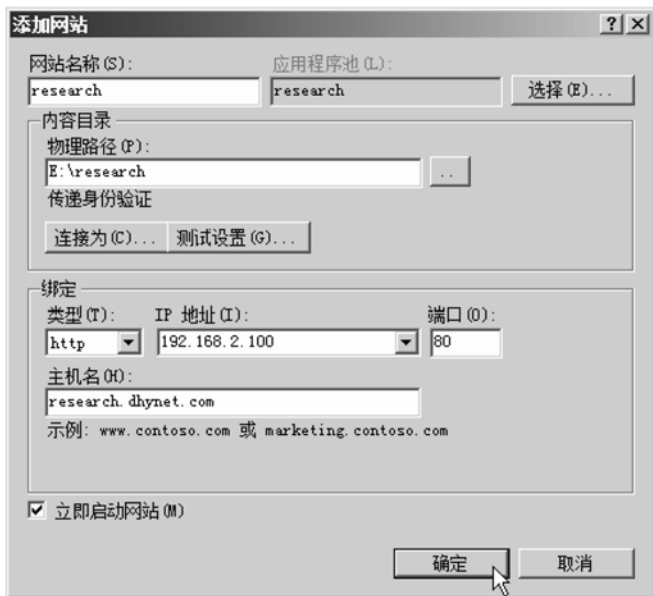 添加网站
网站名称(S): 应用程序池(L):
research research 选择(E)...
内容目录
物理路径(P):
E:\research ..
传递身份验证
连接为(C)... 测试设置(G)...
绑定
类型(T): IP 地址(I): 端口(O):
http 192.168.2.100 80
主机名(H):
research.dhynet.com
示例: www.contoso.com 或 marketing.contoso.com
立即启动网站(M)
确定 取消